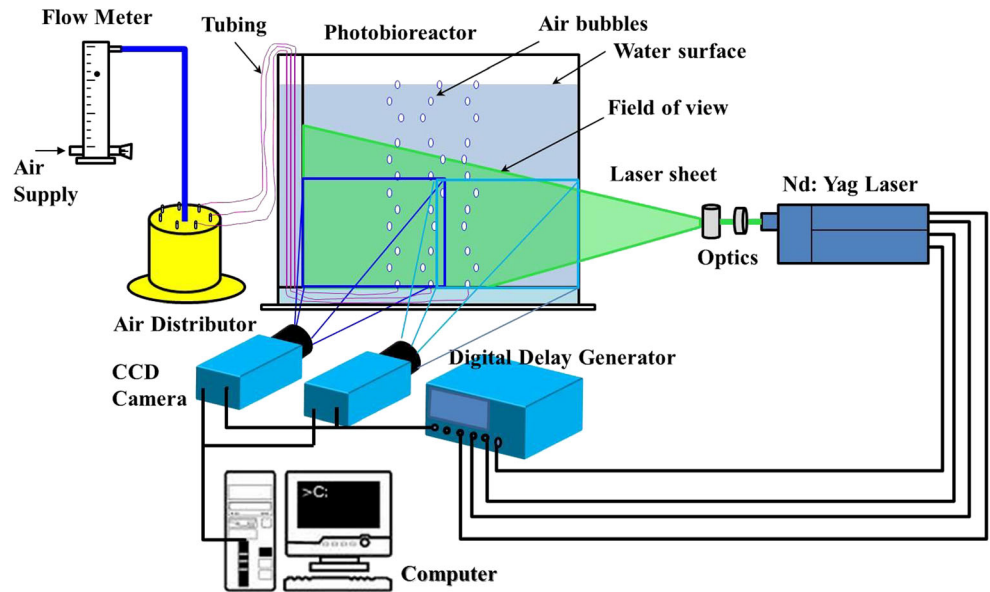 Flow Meter
Tubing
Photobioreactor
Air bubbles
Water surface
Field of view
Air
Supply
Laser sheet
Nd: Yag Laser
Optics
Air Distributor
CCD
Camera
Digital Delay Generator
>C:
Computer